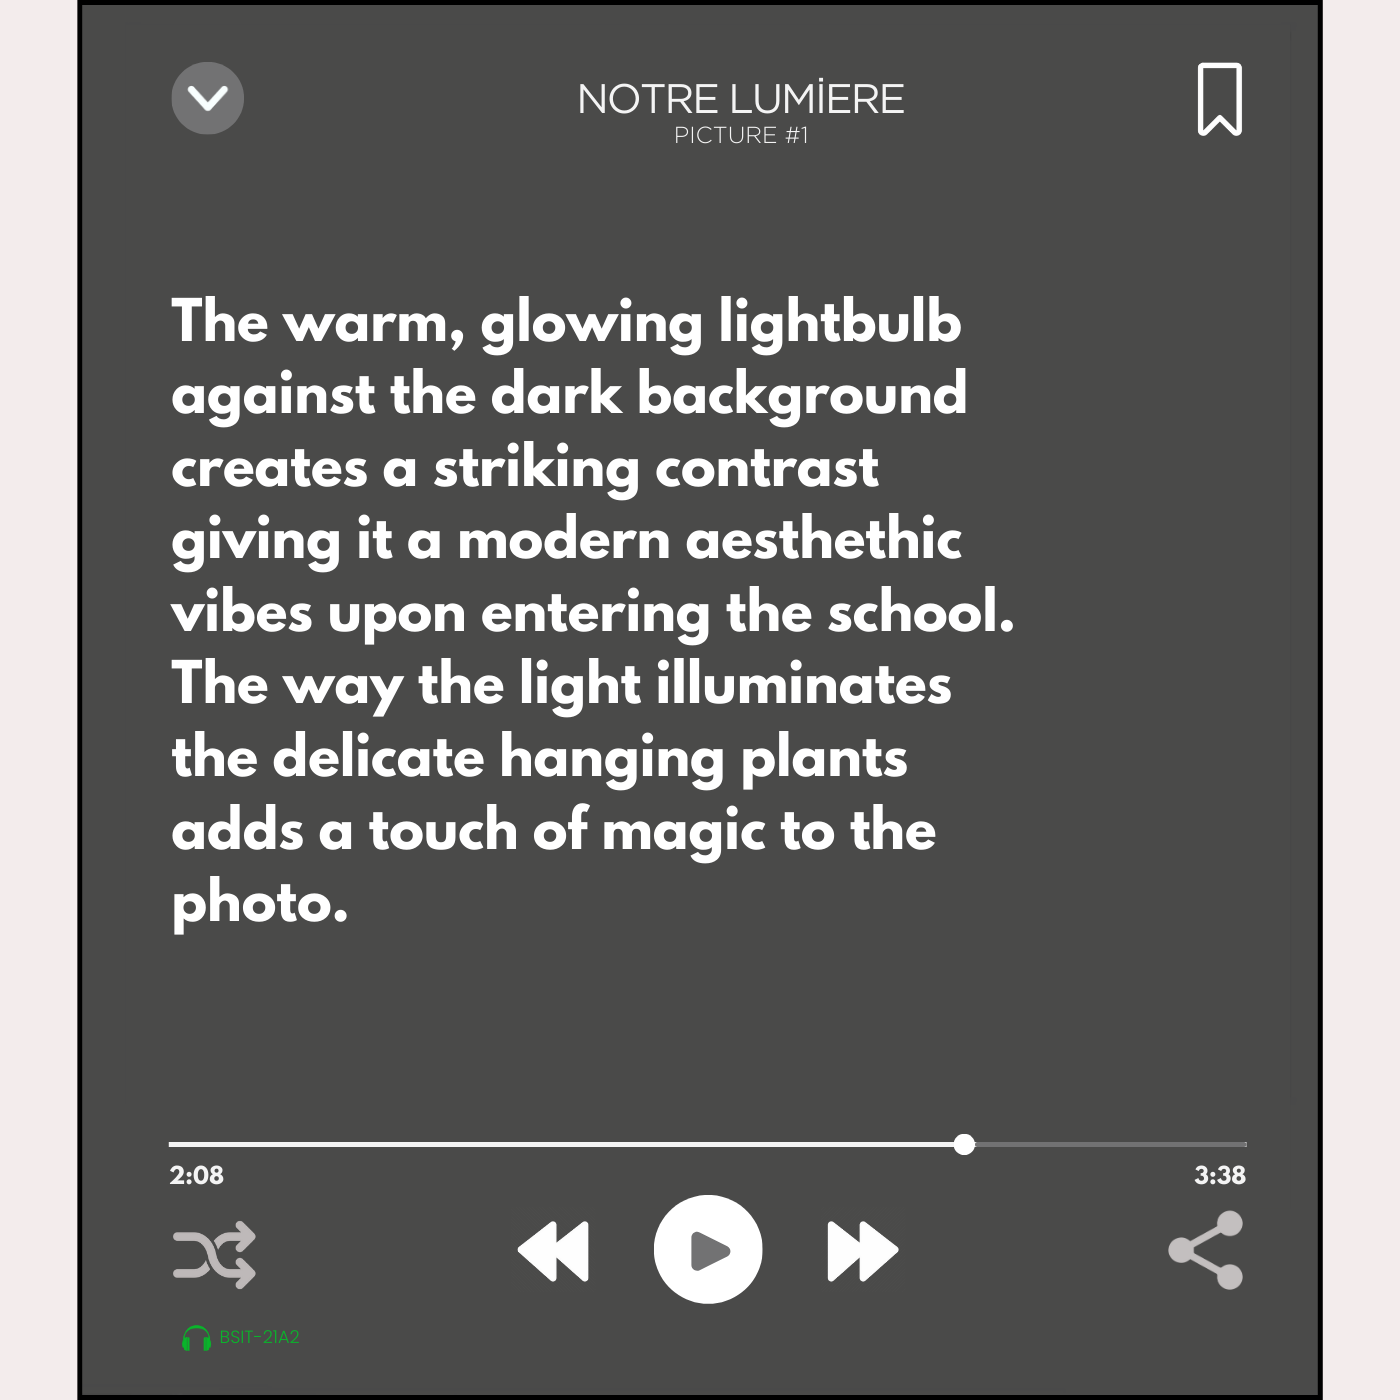 NOTRE LUMİERE
PICTURE #1
The warm, glowing lightbulb
against the dark background
creates a striking contrast
giving it a modern aesthethic
vibes upon entering the school.
The way the light illuminates
the delicate hanging plants
adds a touch of magic to the
photo.
2:08
3:38
BSIT-21A2